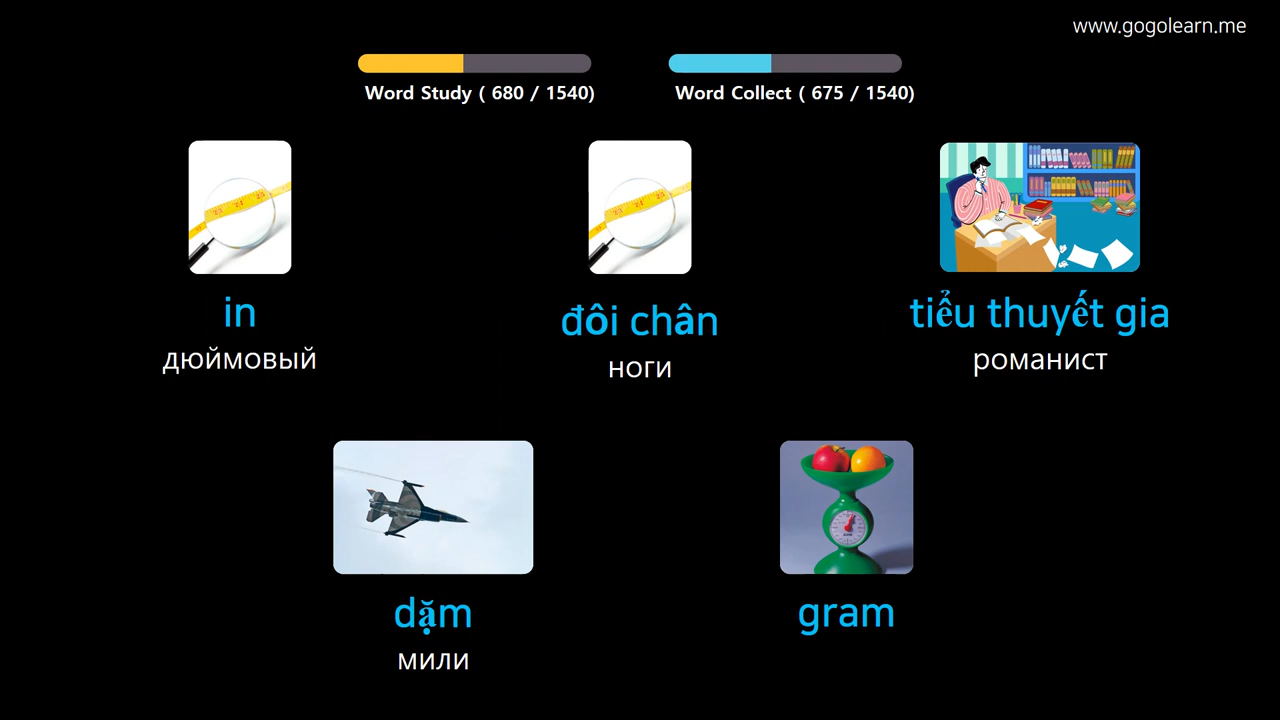 www.gogolearn.me
Word Study ( 680 / 1540)
Word Collect ( 675 / 1540)
in
дюймовый
đôi chân
ноги
tiểu thuyết gia
романист
dặm
мили
gram